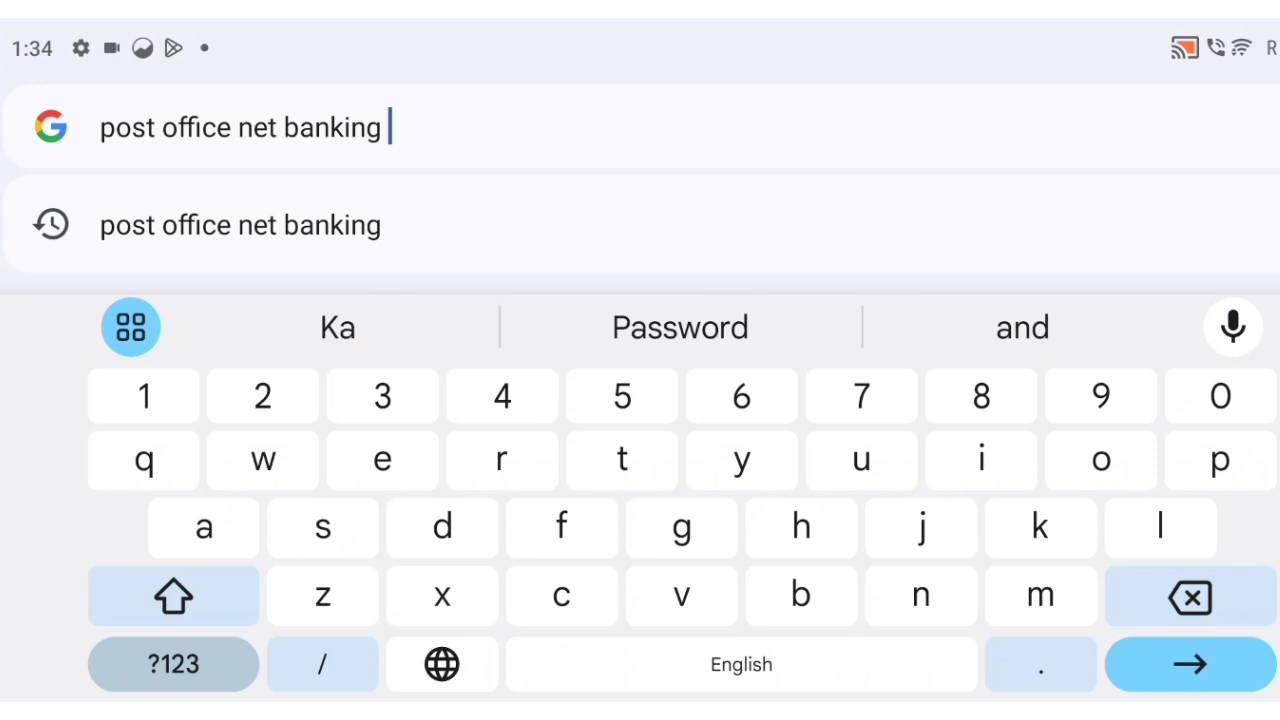 1:34 R
post office net banking
post office net banking
Ka Password and
1 2 3 4 5 6 7 8 9 0
q w e r t y u i o p
a s d f g h j k l
z x c v b n m
?123 / English .